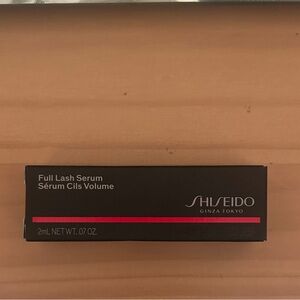 Full Lash Serum
Sérum Cils Volume
SHISEIDO
GINZA TOKYO
2mL NET WT. .07 OZ.